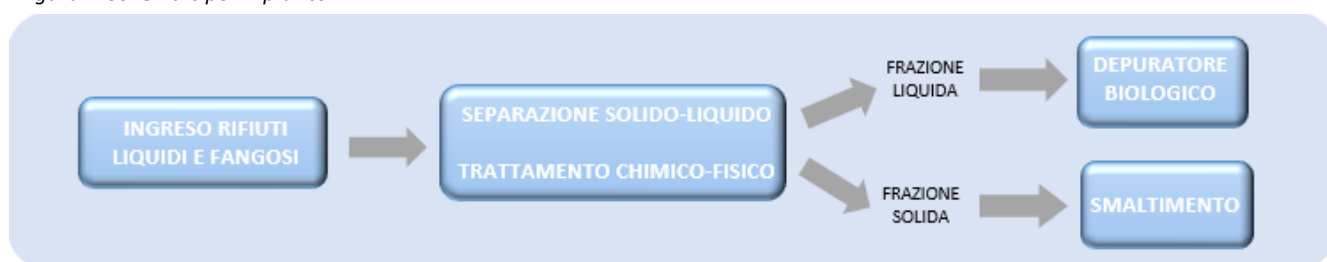 INGRESO RIFIUTI
LIQUIDI E FANGOSI
SEPARAZIONE SOLIDO-LIQUIDO
TRATTAMENTO CHIMICO-FISICO
FRAZIONE
LIQUIDA
DEPURATORE
BIOLOGICO
FRAZIONE
SOLIDA
SMALTIMENTO